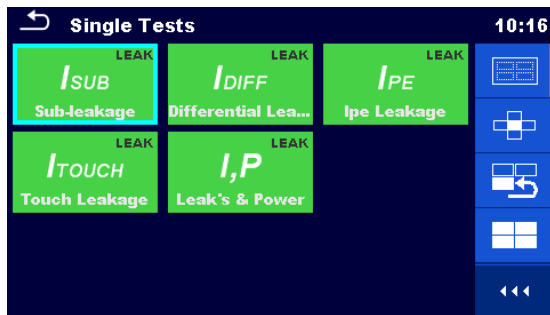 Single Tests 10:16
LEAK LEAK LEAK
ISUB IDIFF IPE
Sub-leakage Differential Lea... Ipe Leakage
LEAK LEAK
ITOUCH I,P
Touch Leakage Leak's & Power